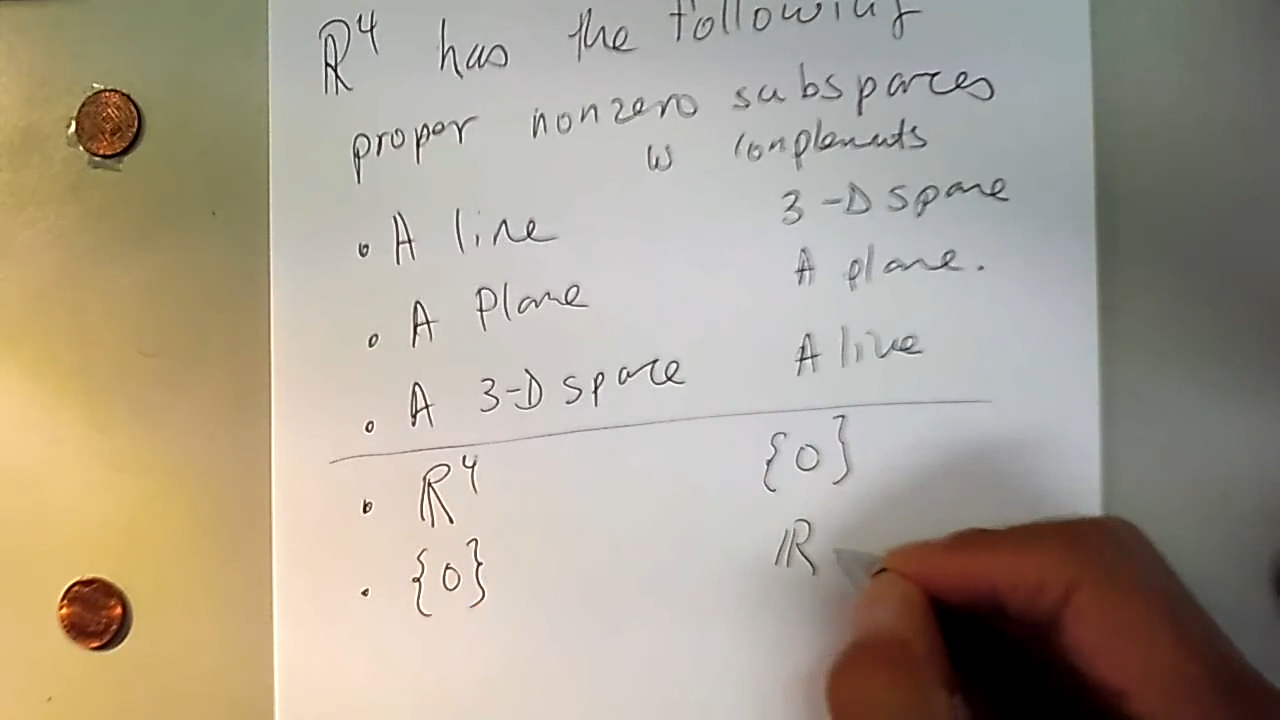 ℝ⁴ has the following
proper nonzero subspaces
w complements
• A line 3-D space
• A Plane A plane.
• A 3-D space A line
• ℝ⁴ {0}
• {0} ℝ